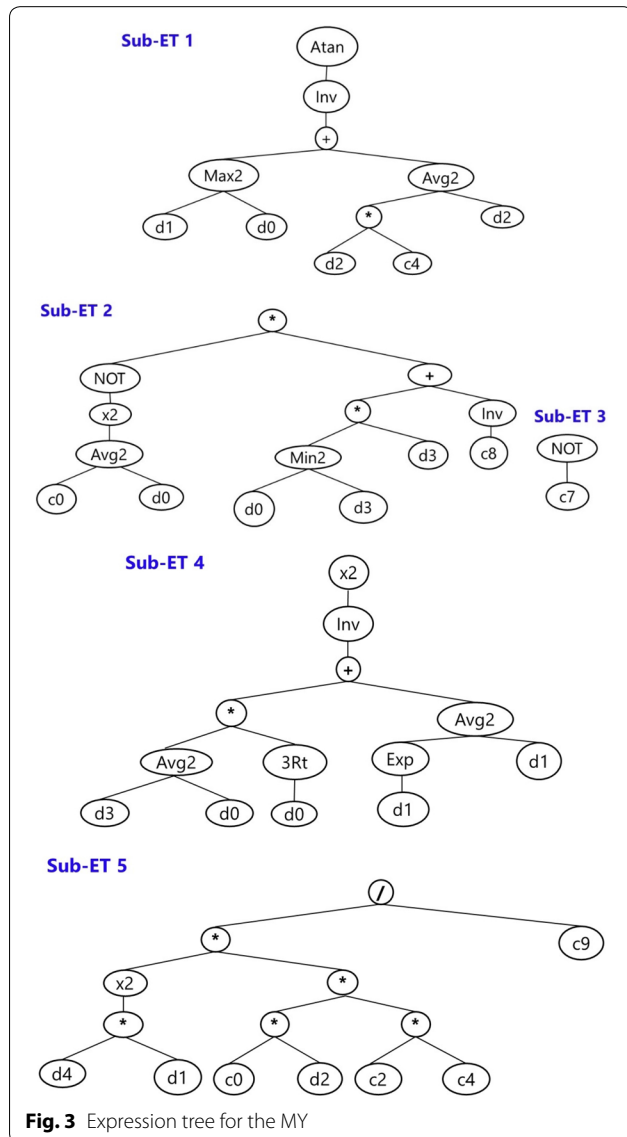 Sub-ET 1
Atan
Inv
+
Max2 Avg2
d1 d0 * d2
d2 c4
Sub-ET 2
*
NOT +
x2 * Inv
Sub-ET 3
Avg2 Min2 d3 c8 NOT
c0 d0 d0 d3 c7
Sub-ET 4
x2
Inv
+
* Avg2
Avg2 3Rt Exp d1
d3 d0 d0 d1
Sub-ET 5
/
* c9
x2 *
* * *
d4 d1 c0 d2 c2 c4
Fig. 3 Expression tree for the MY